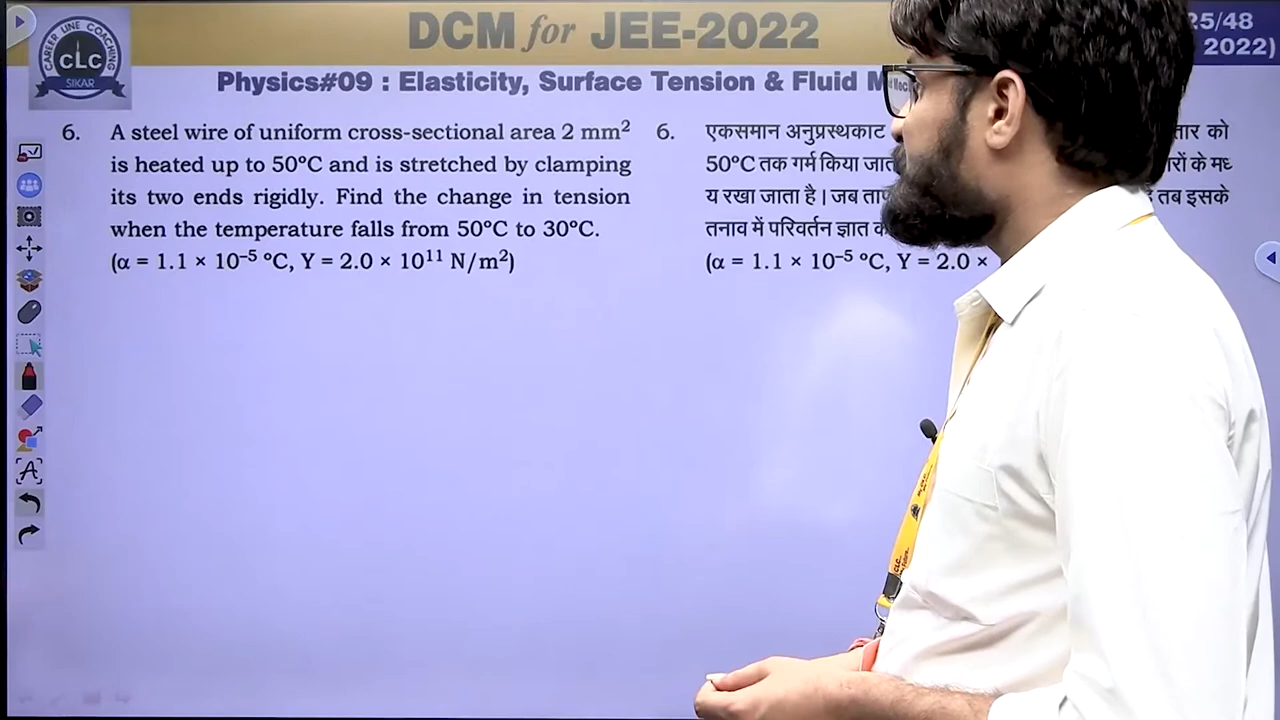 CAREER LINE COACHING
CLC
SIKAR
DCM for JEE-2022
25/48
2022)
Physics#09 : Elasticity, Surface Tension & Fluid
6. A steel wire of uniform cross-sectional area 2 mm²
is heated up to 50°C and is stretched by clamping
its two ends rigidly. Find the change in tension
when the temperature falls from 50°C to 30°C.
(α = 1.1 × 10⁻⁵ °C, Y = 2.0 × 10¹¹ N/m²)
6. एकसमान अनुप्रस्थकाट तार को
50°C तक गर्म किया के मध
य रखा जाता है। जब तब इसके
तनाव में परिवर्तन ज्ञात
(α = 1.1 × 10⁻⁵ °C, Y = 2.0 ×
CLC